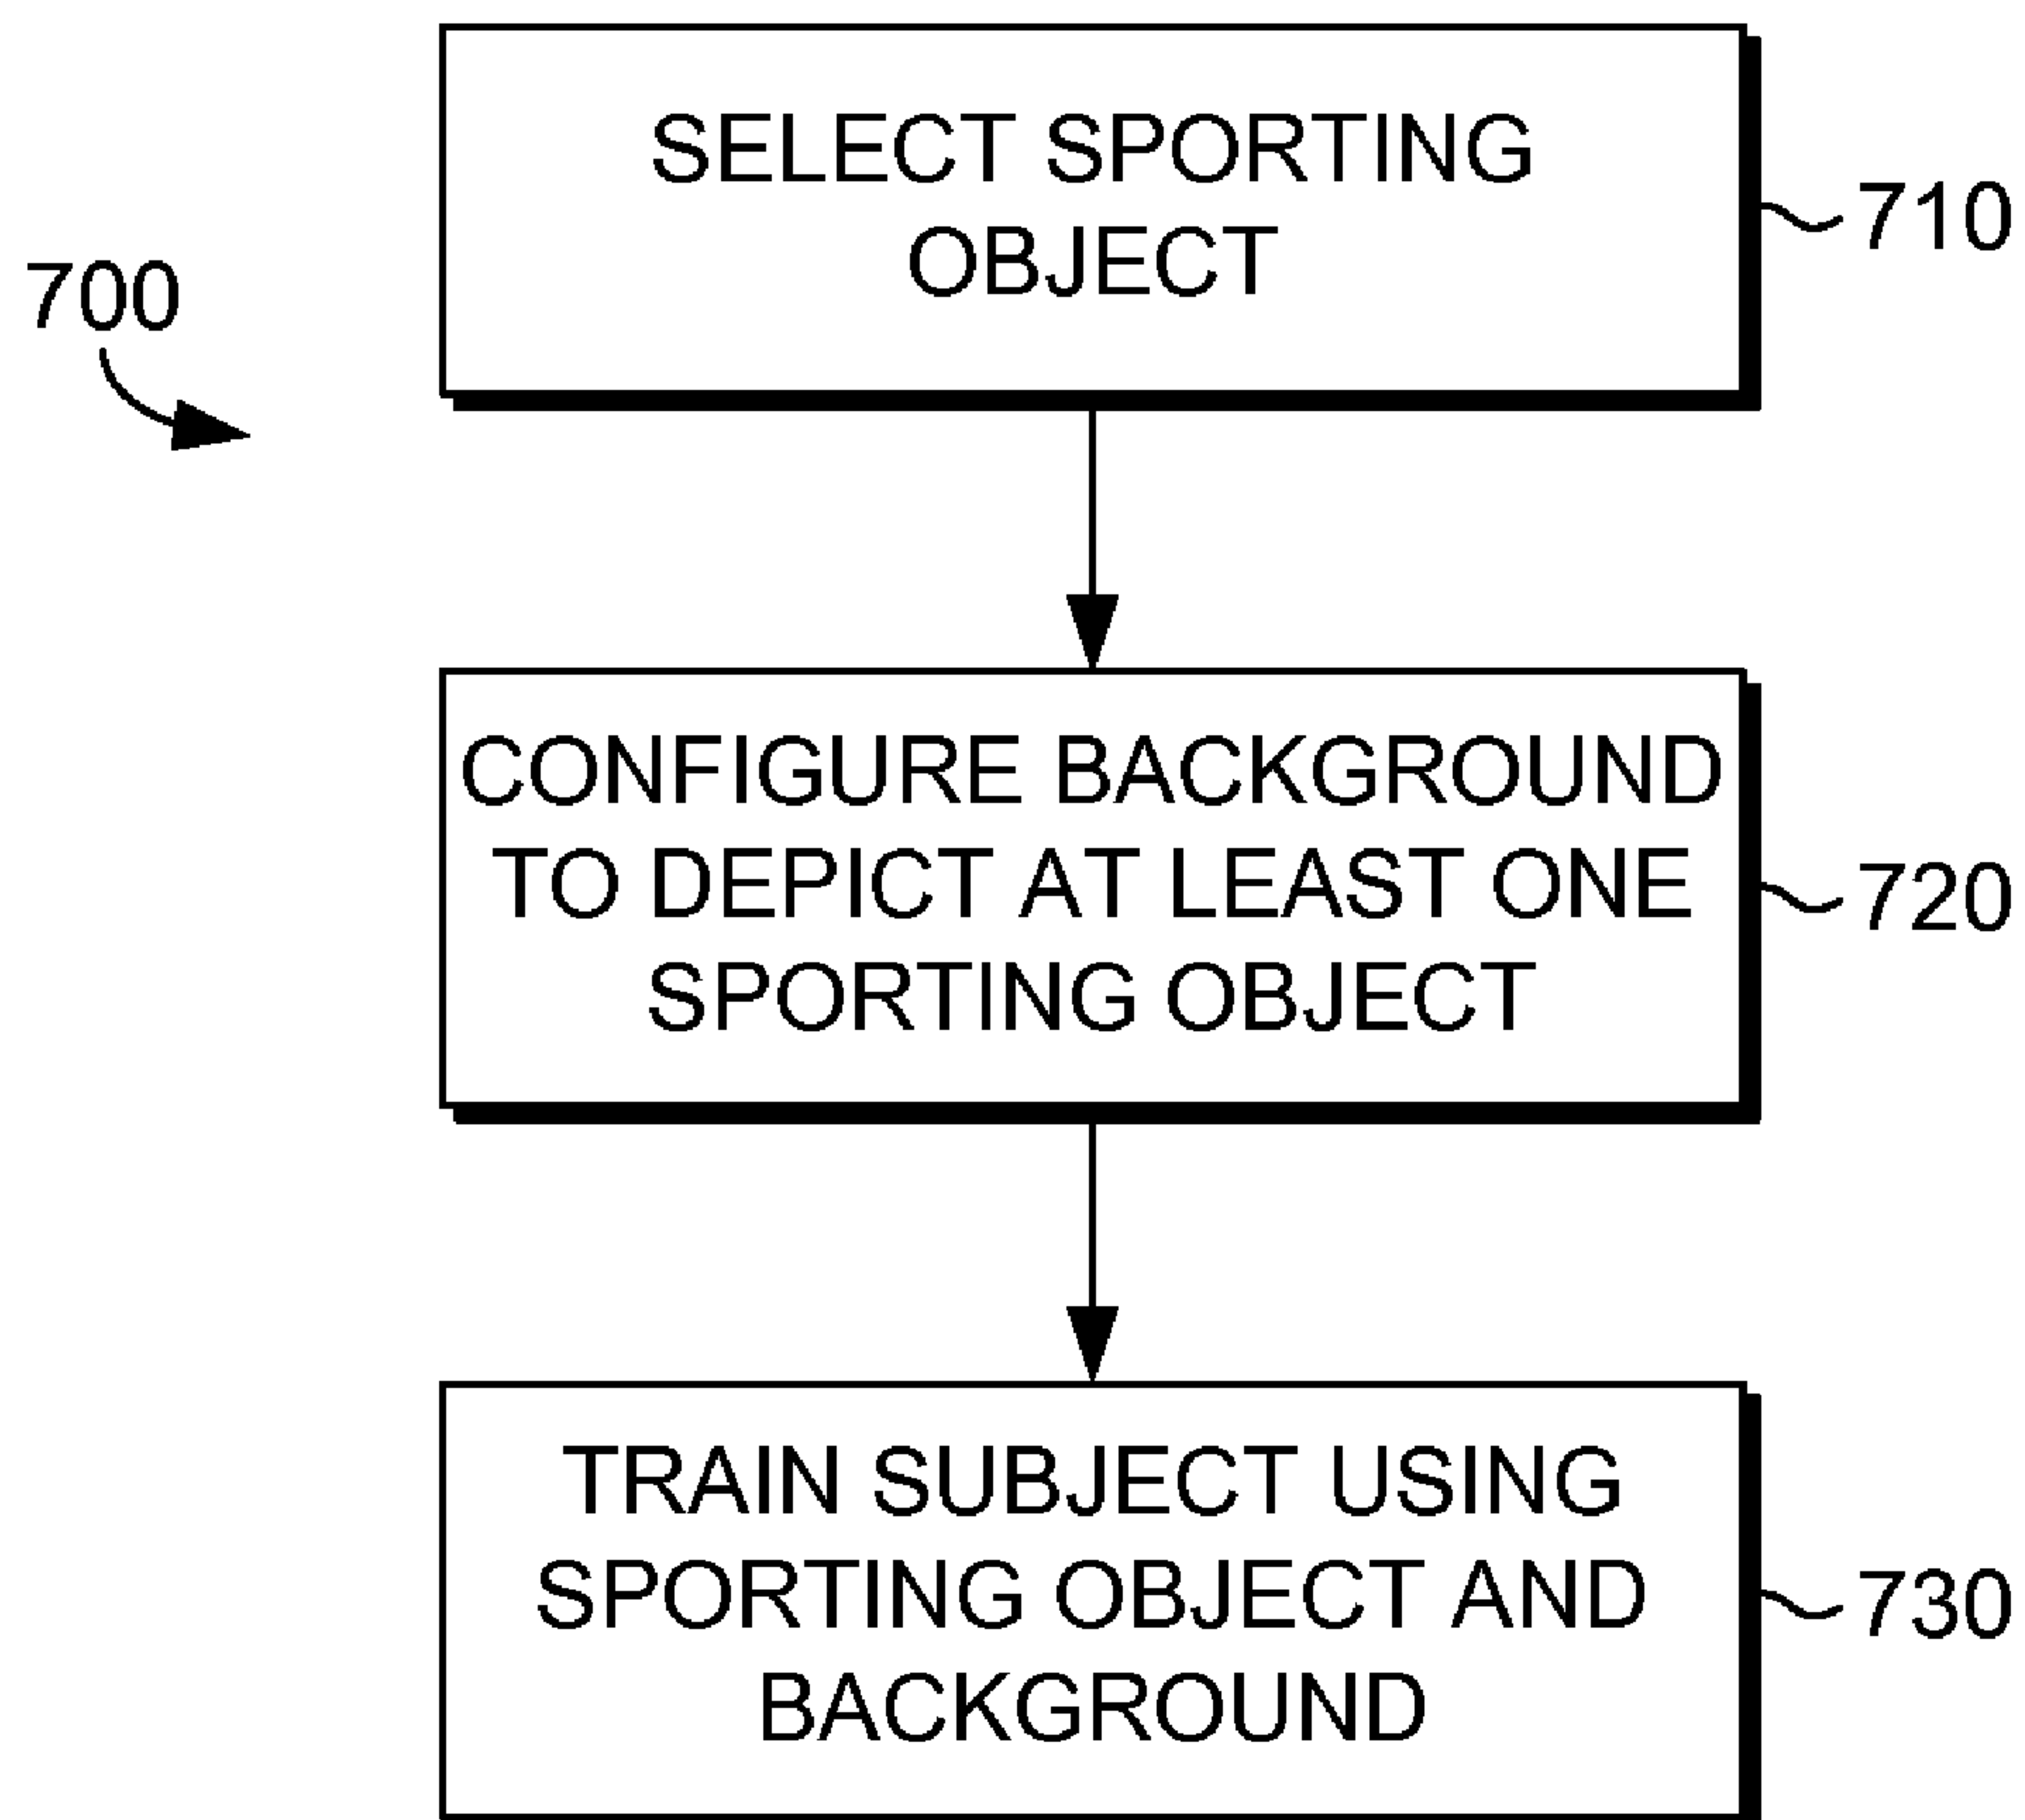 SELECT SPORTING
OBJECT
710
700
CONFIGURE BACKGROUND
TO DEPICT AT LEAST ONE
SPORTING OBJECT
720
TRAIN SUBJECT USING
SPORTING OBJECT AND
BACKGROUND
730